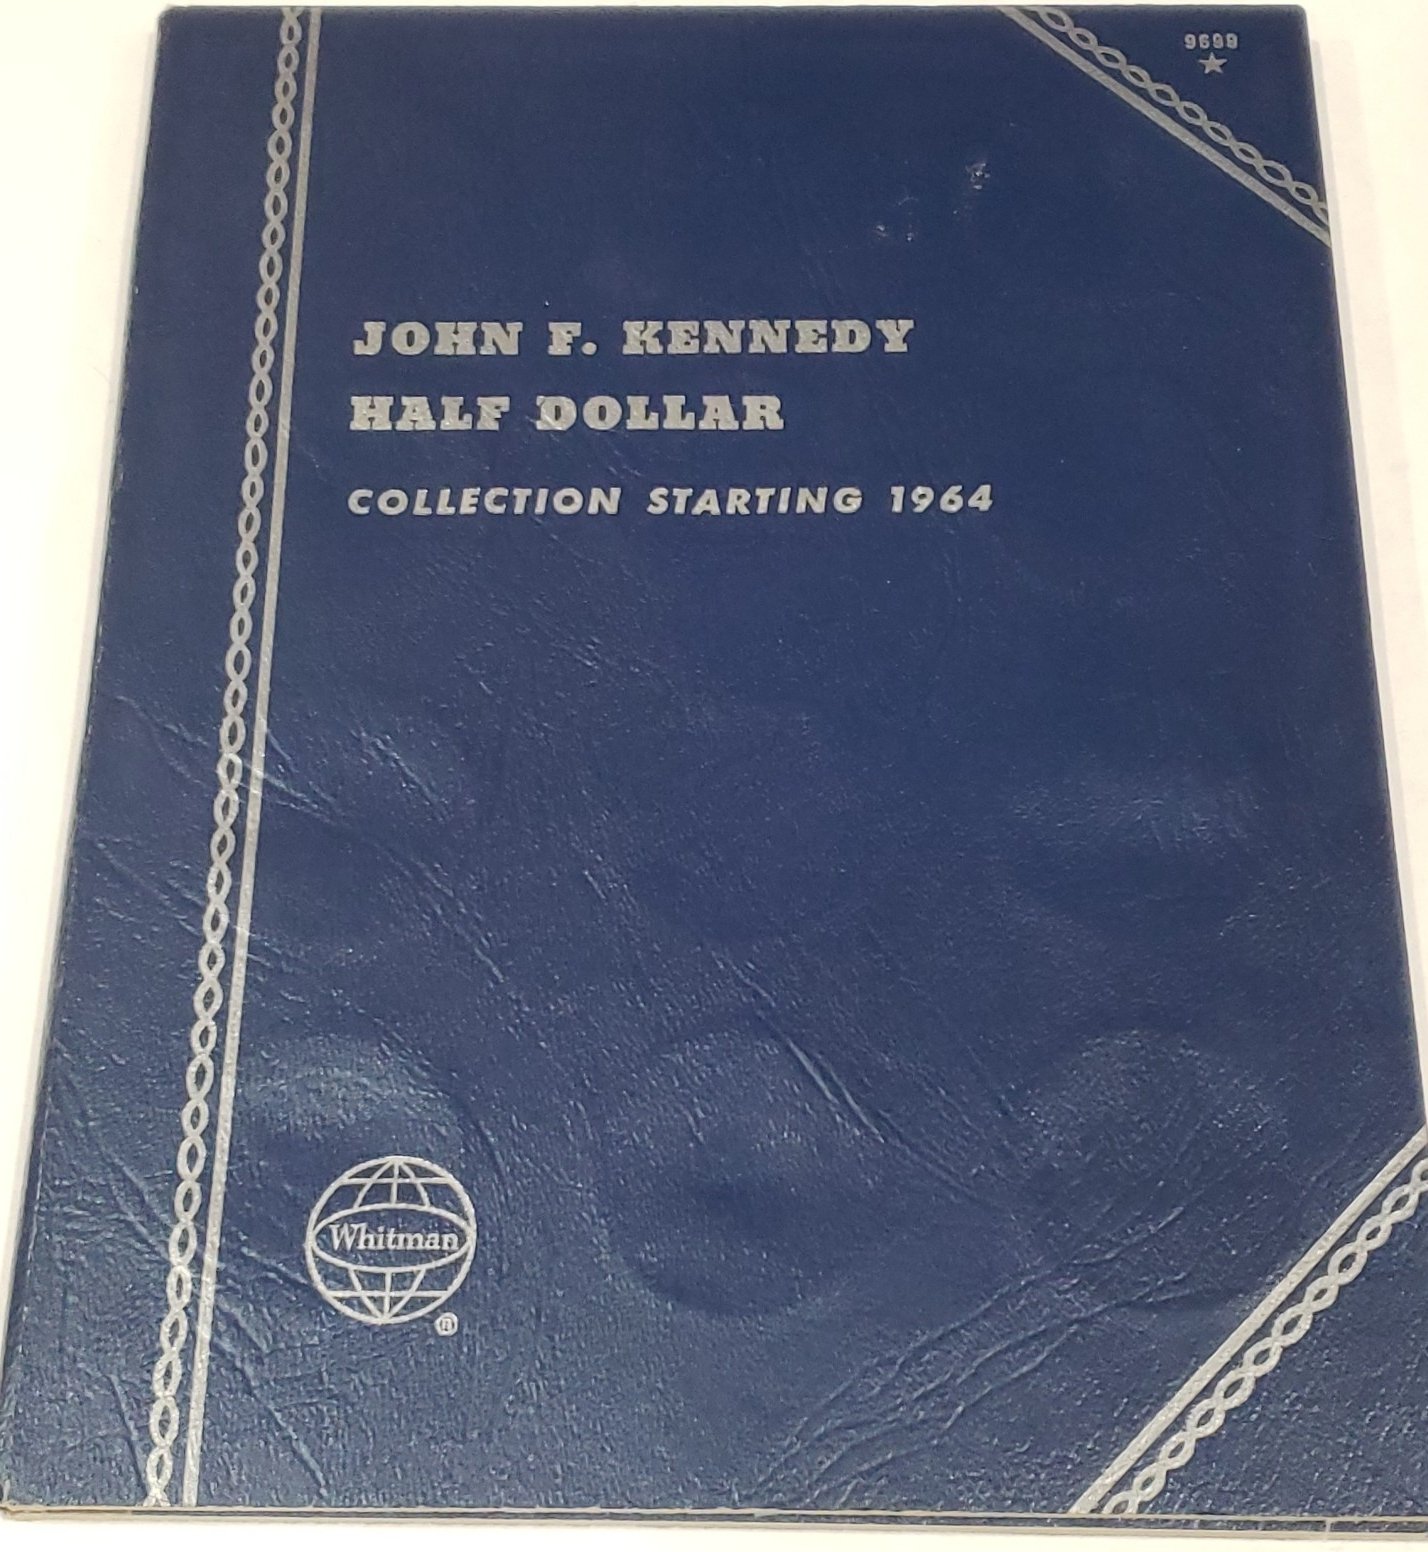 9699
JOHN F. KENNEDY
HALF DOLLAR
COLLECTION STARTING 1964
Whitman
®